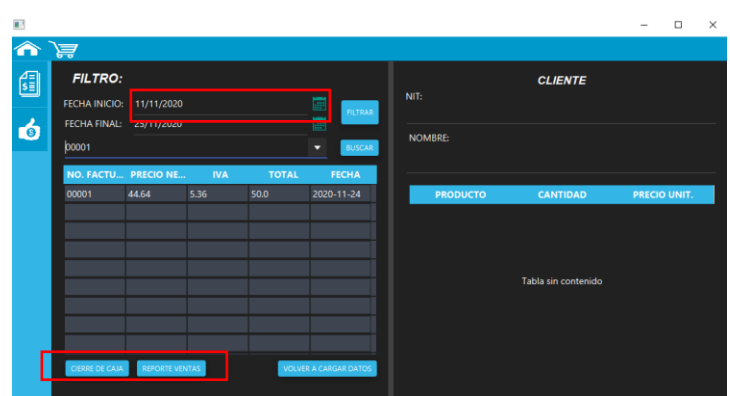 FILTRO:
FECHA INICIO: 11/11/2020
FILTRAR
FECHA FINAL: 25/11/2020
00001 BUSCAR
NO. FACTU... PRECIO NE... IVA TOTAL FECHA
00001 44.64 5.36 50.0 2020-11-24
CIERRE DE CAJA REPORTE VENTAS VOLVER A CARGAR DATOS
CLIENTE
NIT:
NOMBRE:
PRODUCTO CANTIDAD PRECIO UNIT.
Tabla sin contenido